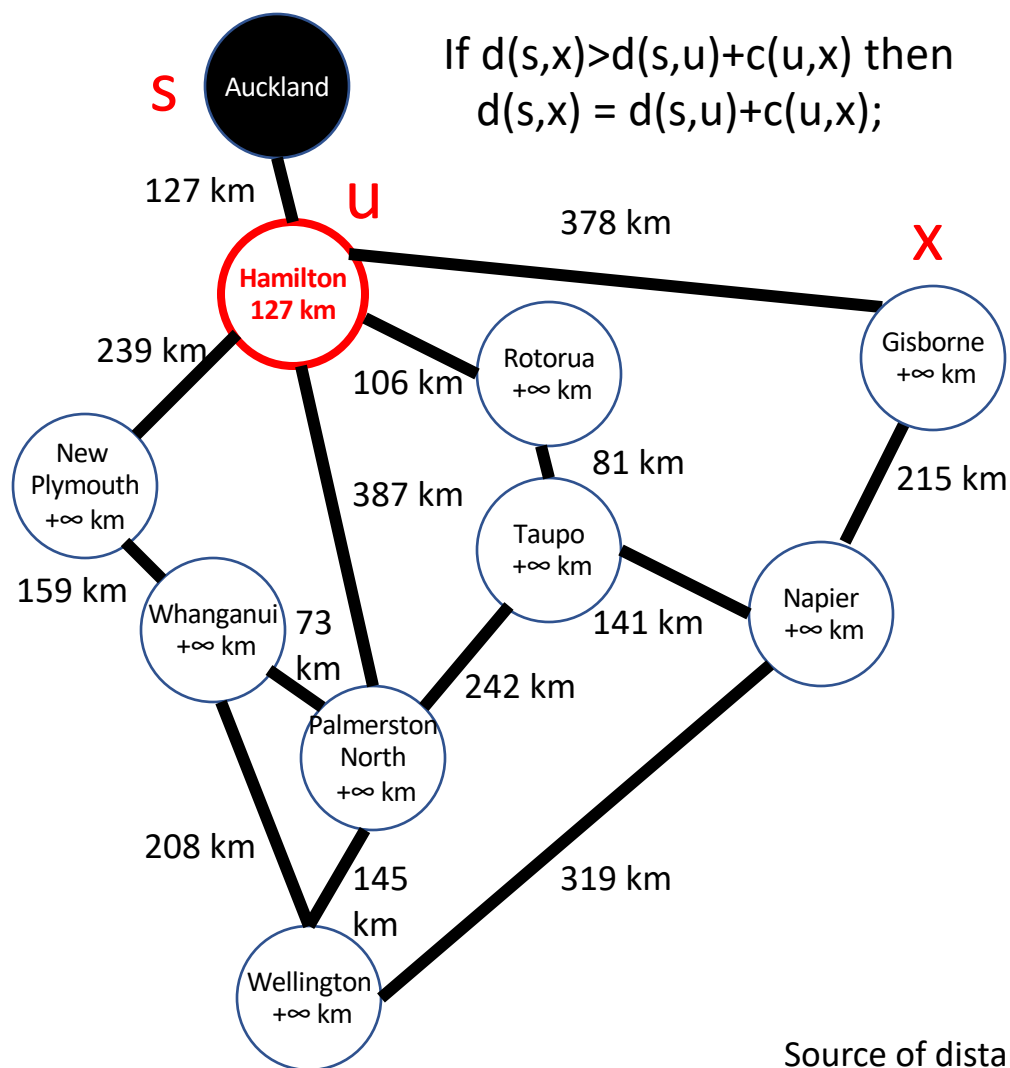 If d(s,x)>d(s,u)+c(u,x) then
d(s,x) = d(s,u)+c(u,x);
s
Auckland
127 km
u
378 km
x
Hamilton
127 km
239 km
106 km
Rotorua
+∞ km
Gisborne
+∞ km
New
Plymouth
+∞ km
387 km
81 km
215 km
Taupo
+∞ km
159 km
Whanganui
+∞ km
73
km
141 km
Napier
+∞ km
242 km
Palmerston
North
+∞ km
208 km
145
km
319 km
Wellington
+∞ km
Source of dista